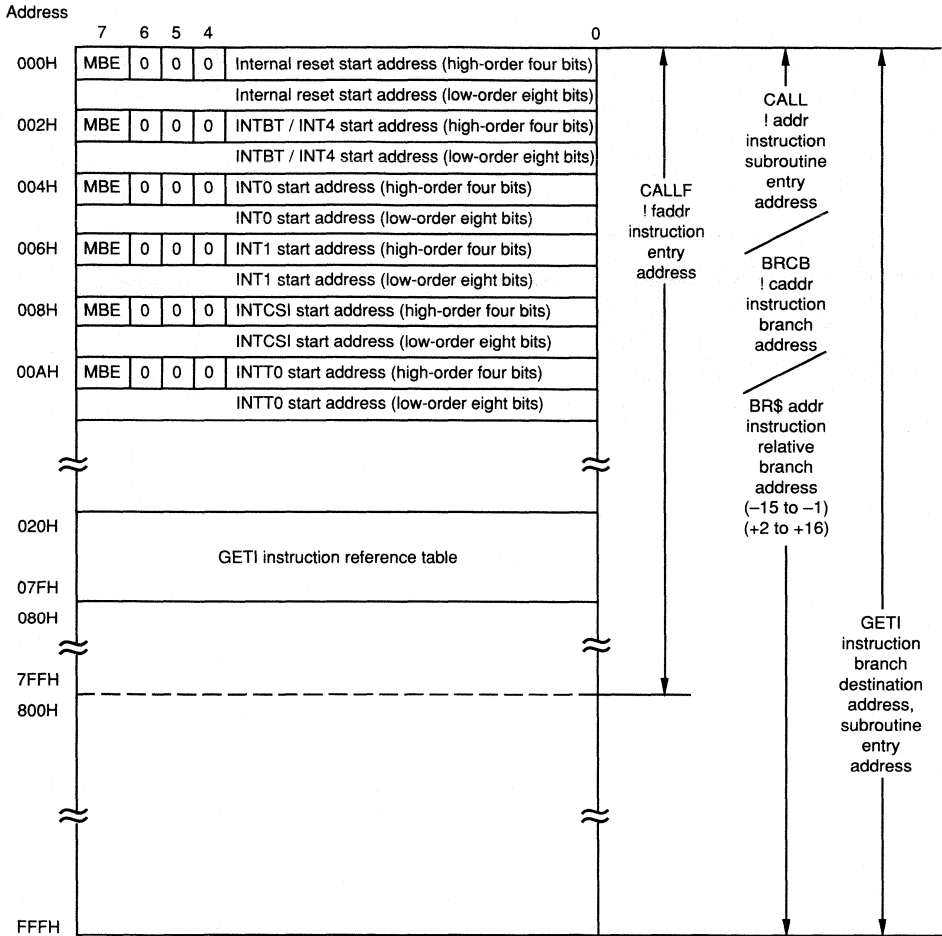 Address
7 6 5 4 0
000H MBE 0 0 0 Internal reset start address (high-order four bits)
Internal reset start address (low-order eight bits)
002H MBE 0 0 0 INTBT / INT4 start address (high-order four bits)
INTBT / INT4 start address (low-order eight bits)
004H MBE 0 0 0 INT0 start address (high-order four bits)
INT0 start address (low-order eight bits)
006H MBE 0 0 0 INT1 start address (high-order four bits)
INT1 start address (low-order eight bits)
008H MBE 0 0 0 INTCSI start address (high-order four bits)
INTCSI start address (low-order eight bits)
00AH MBE 0 0 0 INTT0 start address (high-order four bits)
INTT0 start address (low-order eight bits)
020H
GETI instruction reference table
07FH
080H
7FFH
800H
FFFH
CALLF
! faddr
instruction
entry
address
CALL
! addr
instruction
subroutine
entry
address
BRCB
! caddr
instruction
branch
address
BR$ addr
instruction
relative
branch
address
(–15 to –1)
(+2 to +16)
GETI
instruction
branch
destination
address,
subroutine
entry
address